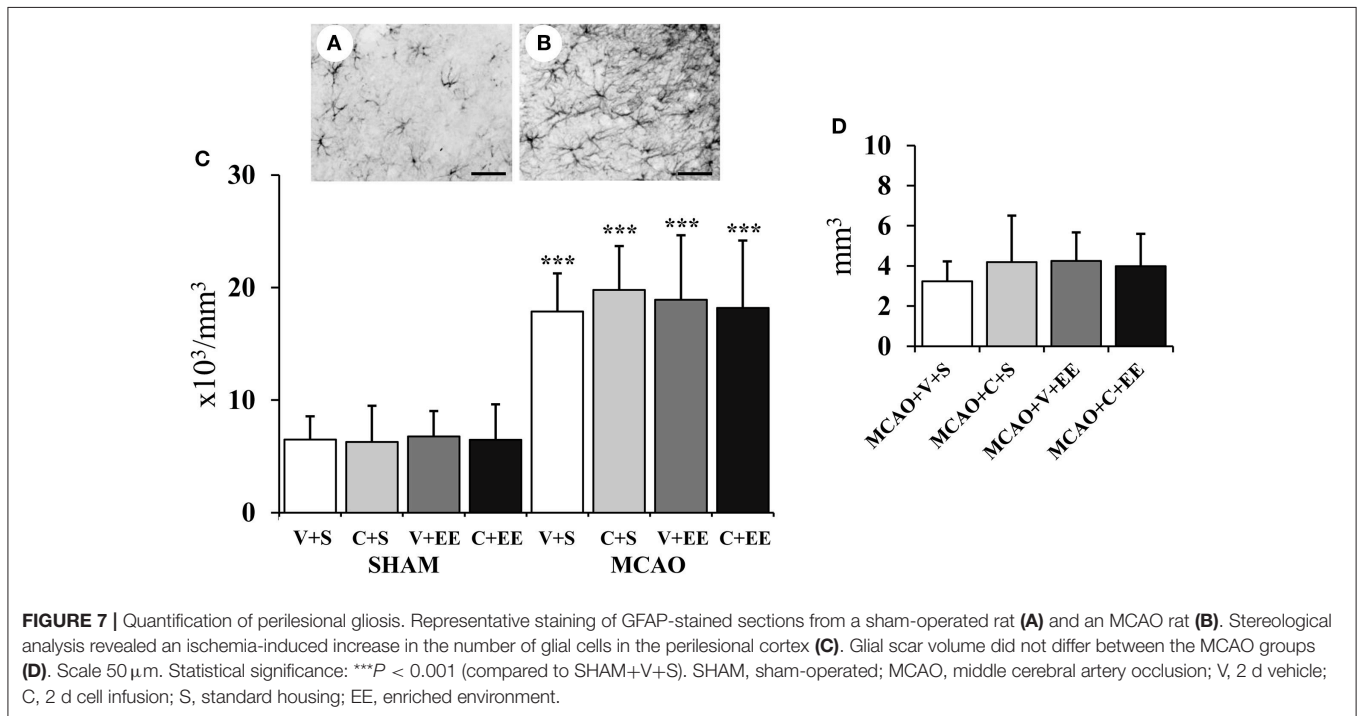 A
B
C
30
20
10
0
x10³/mm³
***
***
***
***
V+S C+S V+EE C+EE V+S C+S V+EE C+EE
SHAM MCAO
D
10
8
6
4
2
0
mm³
MCAO+V+S
MCAO+C+S
MCAO+V+EE
MCAO+C+EE
FIGURE 7 | Quantification of perilesional gliosis. Representative staining of GFAP-stained sections from a sham-operated rat (A) and an MCAO rat (B). Stereological
analysis revealed an ischemia-induced increase in the number of glial cells in the perilesional cortex (C). Glial scar volume did not differ between the MCAO groups
(D). Scale 50 μm. Statistical significance: ***P < 0.001 (compared to SHAM+V+S). SHAM, sham-operated; MCAO, middle cerebral artery occlusion; V, 2 d vehicle;
C, 2 d cell infusion; S, standard housing; EE, enriched environment.